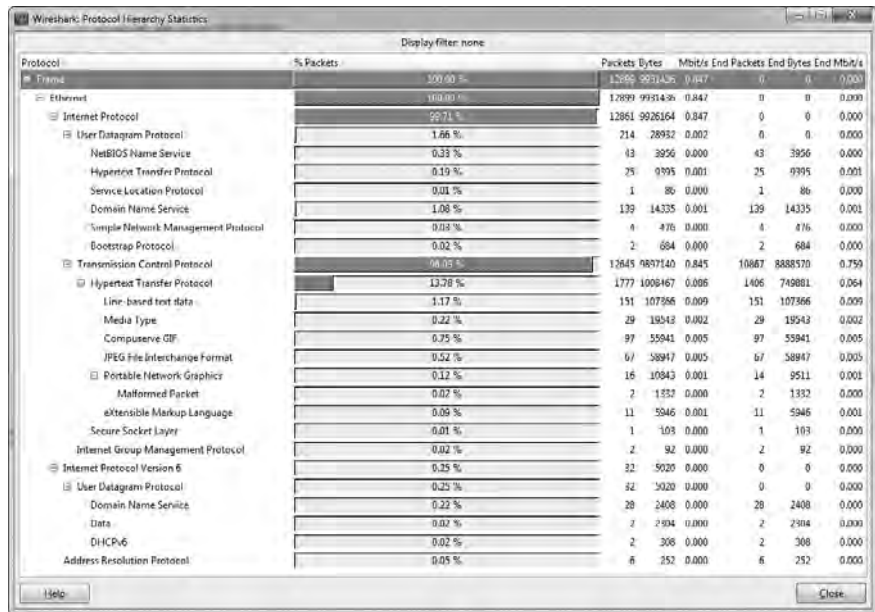 Wireshark: Protocol Hierarchy Statistics
Display filter: none
Protocol % Packets Packets Bytes Mbit/s End Packets End Bytes End Mbit/s
Frame 100.00 % 12899 9931436 0.847 0 0 0.000
Ethernet 100.00 % 12899 9931436 0.847 0 0 0.000
Internet Protocol 99.71 % 12861 9926164 0.847 0 0 0.000
User Datagram Protocol 1.66 % 214 28932 0.002 0 0 0.000
NetBIOS Name Service 0.33 % 43 3956 0.000 43 3956 0.000
Hypertext Transfer Protocol 0.19 % 25 9395 0.001 25 9395 0.001
Service Location Protocol 0.01 % 1 86 0.000 1 86 0.000
Domain Name Service 1.08 % 139 14335 0.001 139 14335 0.001
Simple Network Management Protocol 0.03 % 4 476 0.000 4 476 0.000
Bootstrap Protocol 0.02 % 2 684 0.000 2 684 0.000
Transmission Control Protocol 98.03 % 12645 9897140 0.845 10867 8888570 0.759
Hypertext Transfer Protocol 13.78 % 1777 1008467 0.086 1406 749881 0.064
Line-based text data 1.17 % 151 107366 0.009 151 107366 0.009
Media Type 0.22 % 29 19543 0.002 29 19543 0.002
Compuserve GIF 0.75 % 97 55941 0.005 97 55941 0.005
JPEG File Interchange Format 0.52 % 67 58947 0.005 67 58947 0.005
Portable Network Graphics 0.12 % 16 10843 0.001 14 9511 0.001
Malformed Packet 0.02 % 2 1332 0.000 2 1332 0.000
eXtensible Markup Language 0.09 % 11 5946 0.001 11 5946 0.001
Secure Socket Layer 0.01 % 1 103 0.000 1 103 0.000
Internet Group Management Protocol 0.02 % 2 92 0.000 2 92 0.000
Internet Protocol Version 6 0.25 % 32 5020 0.000 0 0 0.000
User Datagram Protocol 0.25 % 32 5020 0.000 0 0 0.000
Domain Name Service 0.22 % 28 2408 0.000 28 2408 0.000
Data 0.02 % 2 2304 0.000 2 2304 0.000
DHCPv6 0.02 % 2 308 0.000 2 308 0.000
Address Resolution Protocol 0.05 % 6 252 0.000 6 252 0.000
Help Close